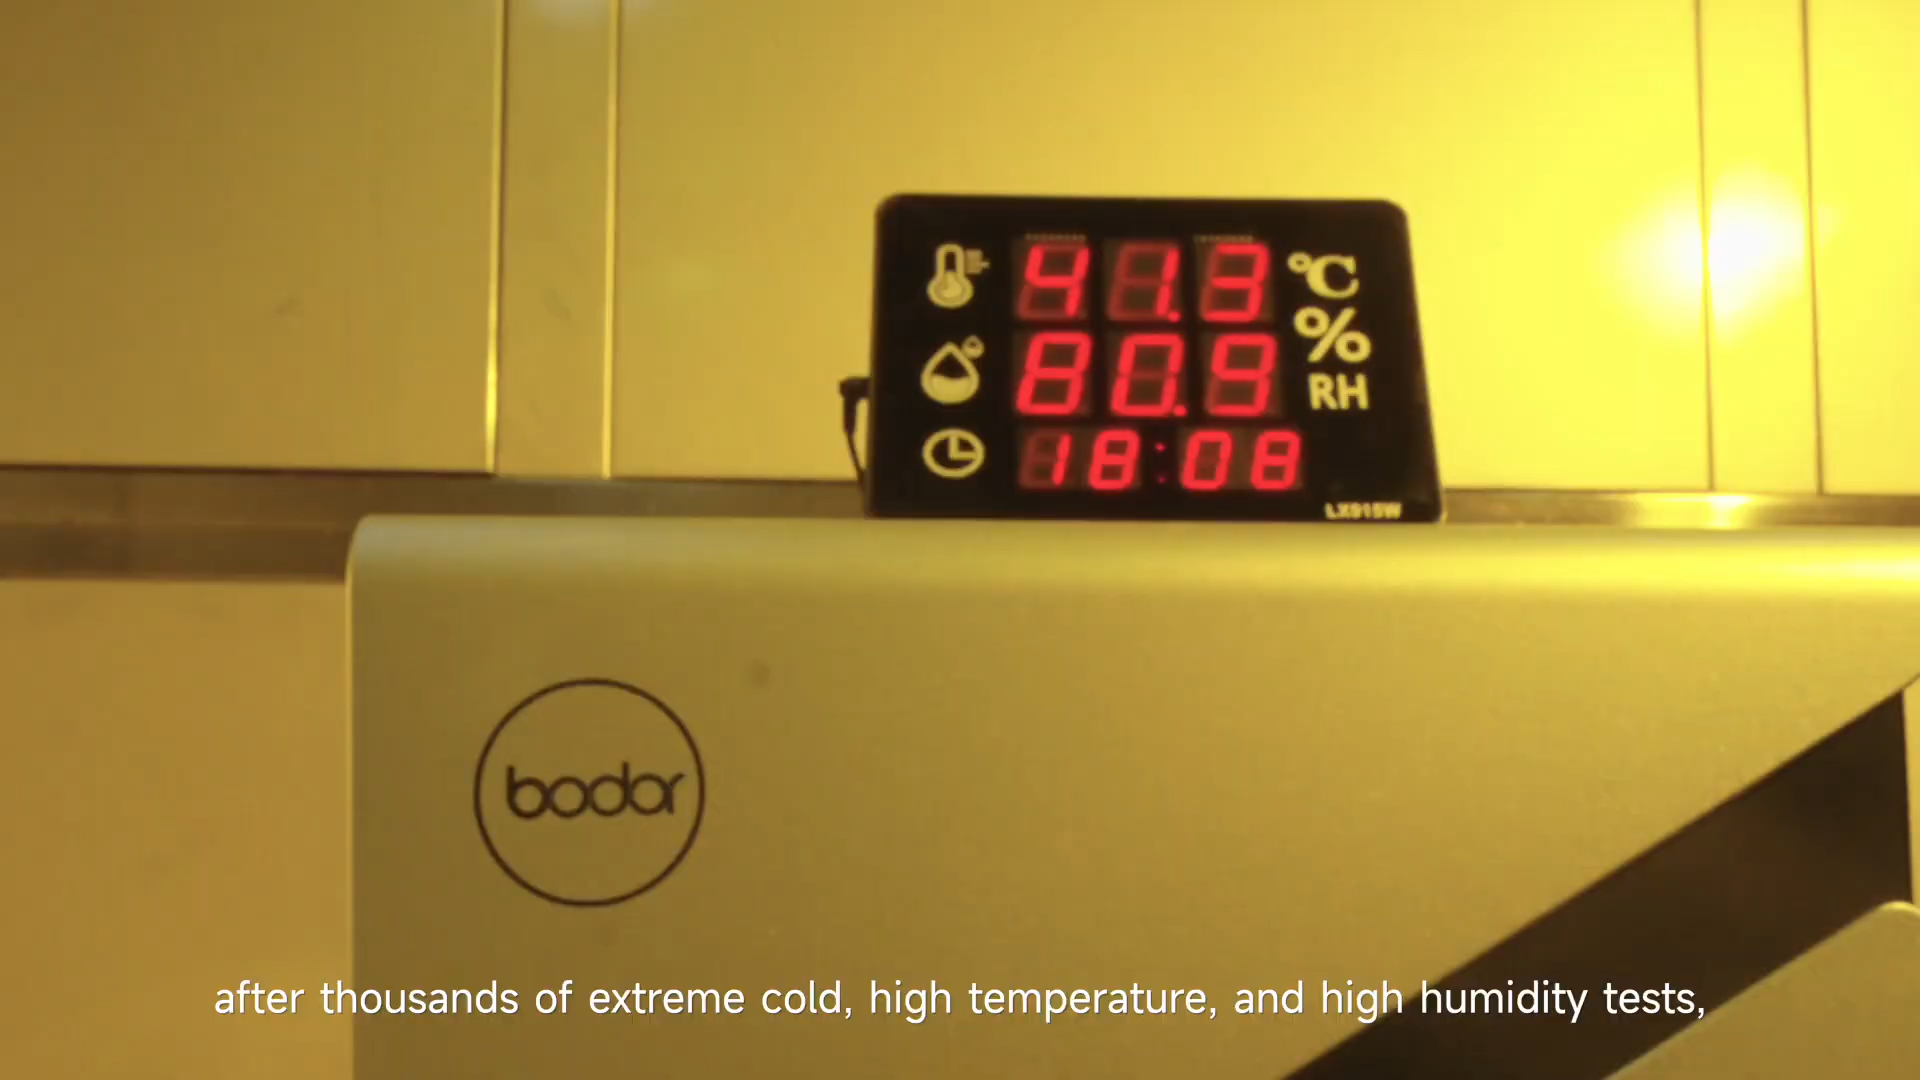 41.3 °C
80.9 % RH
18:08
LX915W
bodor
after thousands of extreme cold, high temperature, and high humidity tests,